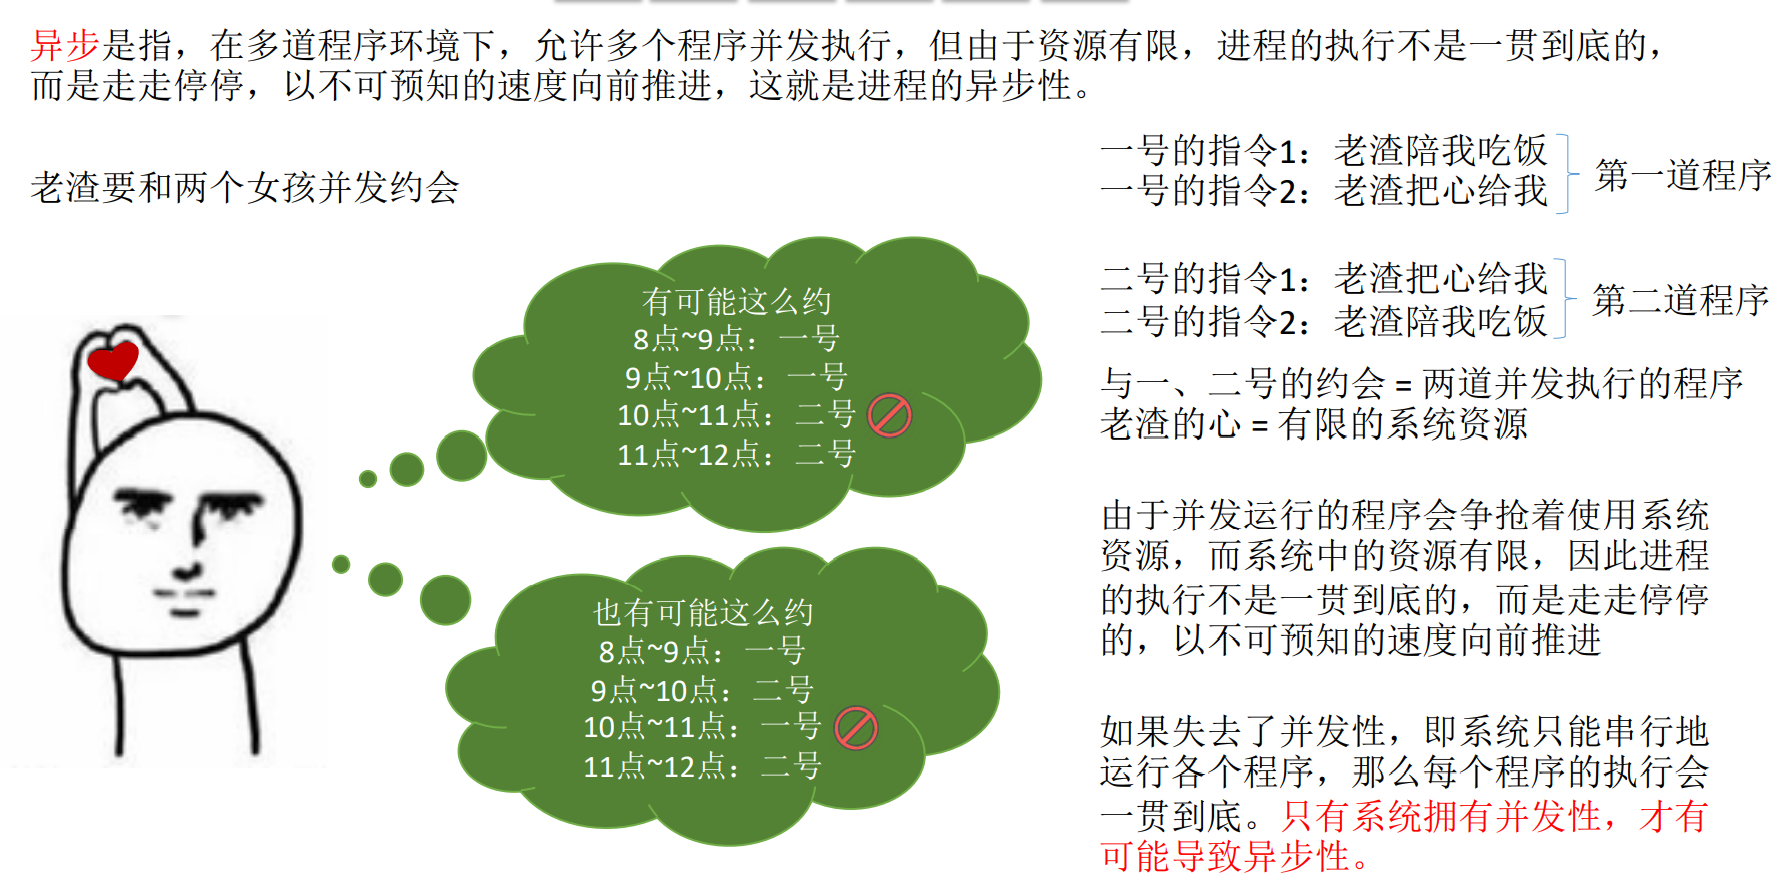 异步是指，在多道程序环境下，允许多个程序并发执行，但由于资源有限，进程的执行不是一贯到底的，
而是走走停停，以不可预知的速度向前推进，这就是进程的异步性。
老渣要和两个女孩并发约会
有可能这么约
8点~9点：一号
9点~10点：一号
10点~11点：二号
11点~12点：二号
也有可能这么约
8点~9点：一号
9点~10点：二号
10点~11点：一号
11点~12点：二号
一号的指令1：老渣陪我吃饭
一号的指令2：老渣把心给我
第一道程序
二号的指令1：老渣把心给我
二号的指令2：老渣陪我吃饭
第二道程序
与一、二号的约会 = 两道并发执行的程序
老渣的心 = 有限的系统资源
由于并发运行的程序会争抢着使用系统
资源，而系统中的资源有限，因此进程
的执行不是一贯到底的，而是走走停停
的，以不可预知的速度向前推进
如果失去了并发性，即系统只能串行地
运行各个程序，那么每个程序的执行会
一贯到底。只有系统拥有并发性，才有
可能导致异步性。